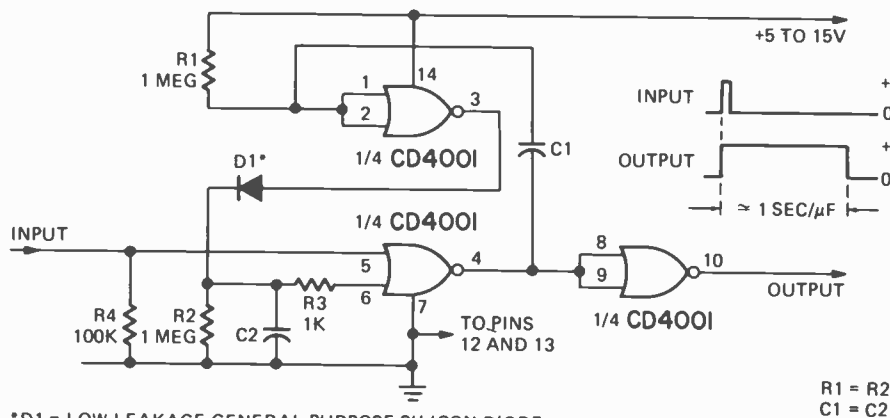 +5 TO 15V
R1
1 MEG
14
1
2
3
1/4 CD4001
INPUT
+
0
OUTPUT
+
0
≃ 1 SEC/µF
C1
D1*
1/4 CD4001
INPUT
5
6
4
7
8
9
10
OUTPUT
1/4 CD4001
R4
100K
R2
1 MEG
C2
R3
1K
TO PINS
12 AND 13
R1 = R2
C1 = C2
*D1 = LOW LEAKAGE GENERAL PURPOSE SILICON DIODE